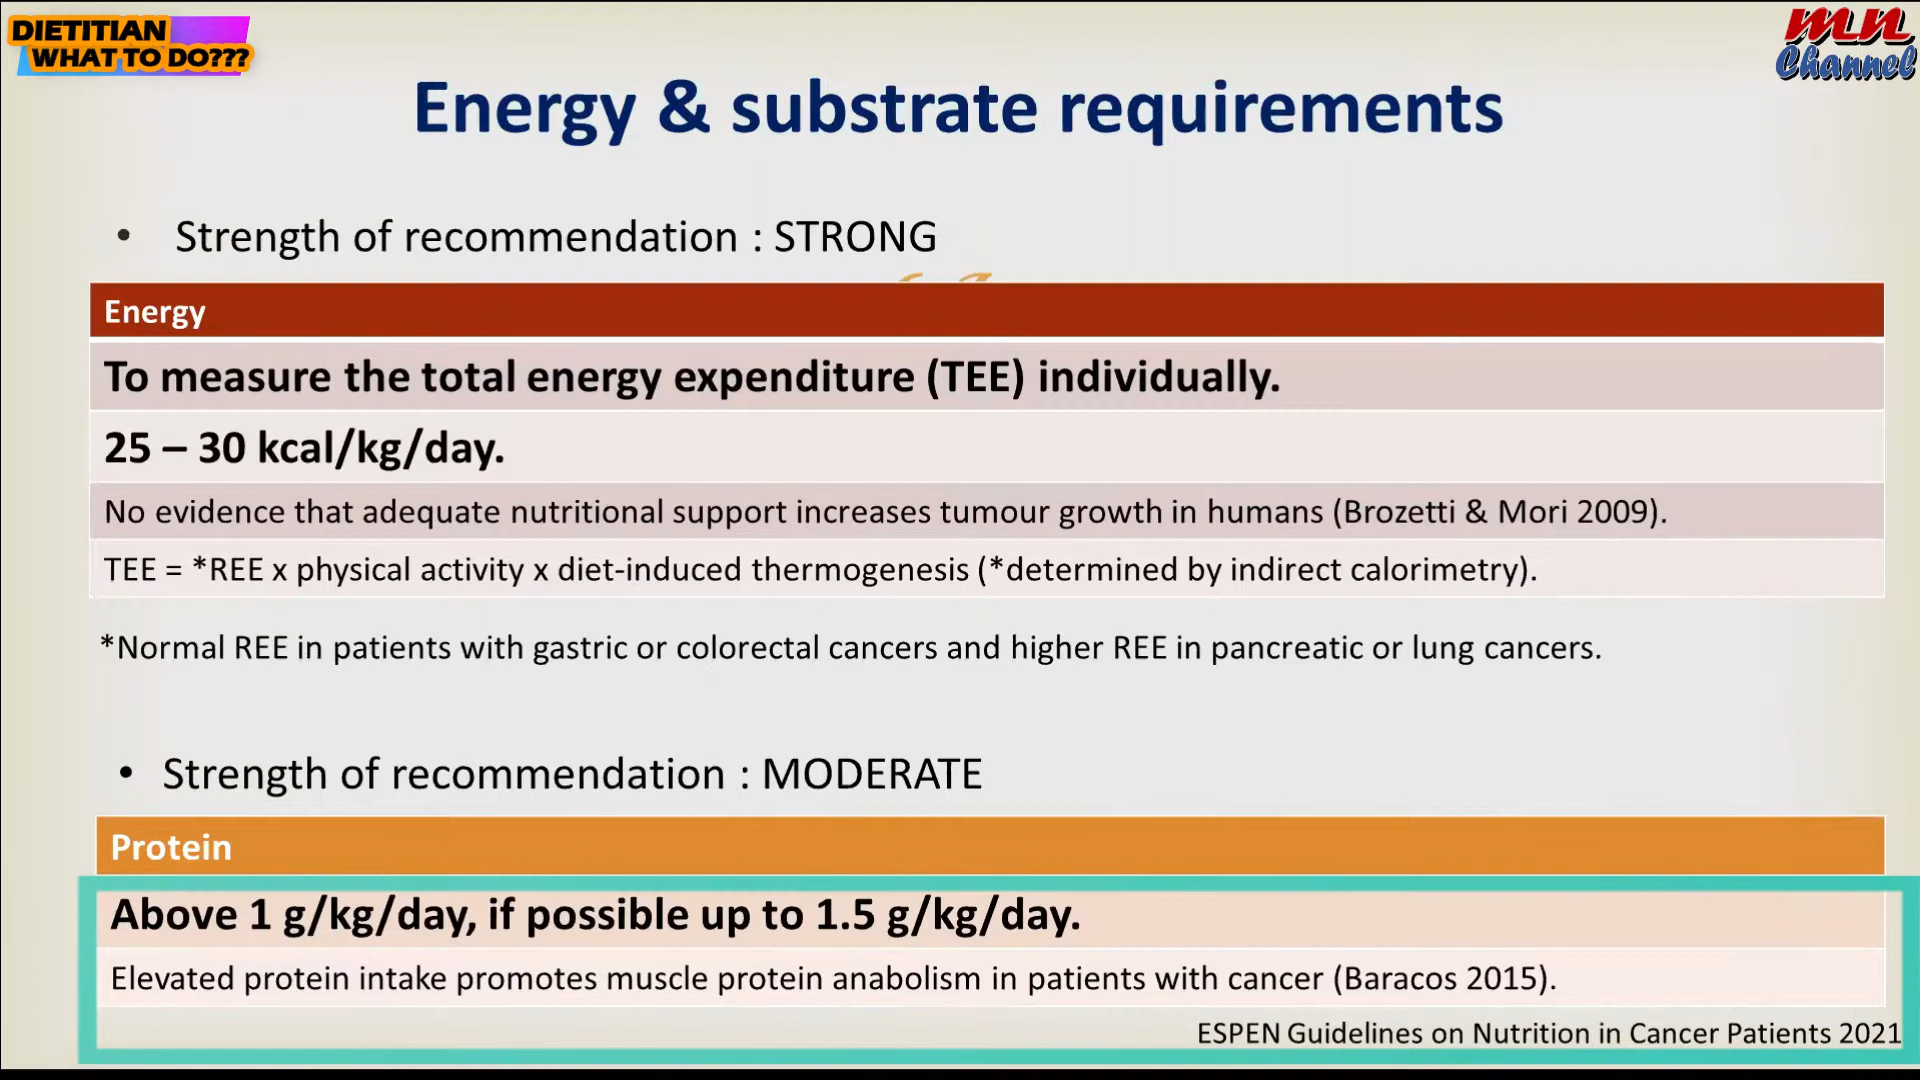 DIETITIAN
WHAT TO DO???
mn
Channel
Energy & substrate requirements
• Strength of recommendation : STRONG
Energy
To measure the total energy expenditure (TEE) individually.
25 – 30 kcal/kg/day.
No evidence that adequate nutritional support increases tumour growth in humans (Brozetti & Mori 2009).
TEE = *REE x physical activity x diet-induced thermogenesis (*determined by indirect calorimetry).
*Normal REE in patients with gastric or colorectal cancers and higher REE in pancreatic or lung cancers.
• Strength of recommendation : MODERATE
Protein
Above 1 g/kg/day, if possible up to 1.5 g/kg/day.
Elevated protein intake promotes muscle protein anabolism in patients with cancer (Baracos 2015).
ESPEN Guidelines on Nutrition in Cancer Patients 2021